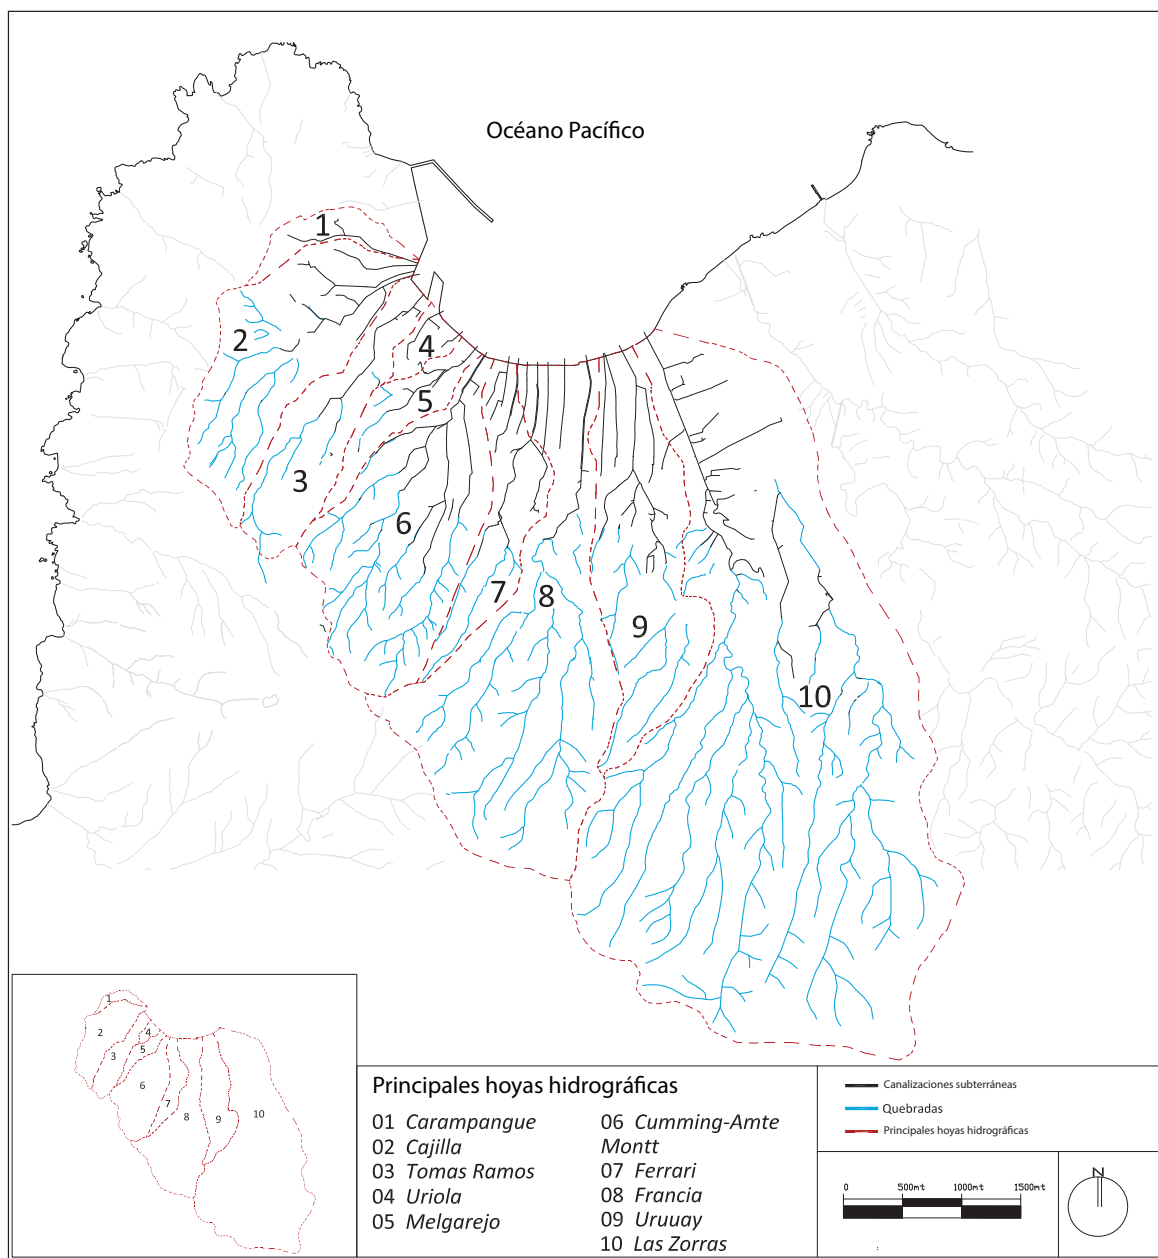 Océano Pacífico
1
2
4
5
3
6
7
8
9
10
1
2
4
5
3
6
7
8
9
10
Principales hoyas hidrográficas
01 Carampangue
02 Cajilla
03 Tomas Ramos
04 Uriola
05 Melgarejo
06 Cumming-Amte
Montt
07 Ferrari
08 Francia
09 Uruuay
10 Las Zorras
Canalizaciones subterráneas
Quebradas
Principales hoyas hidrográficas
0 500mt 1000mt 1500mt
N